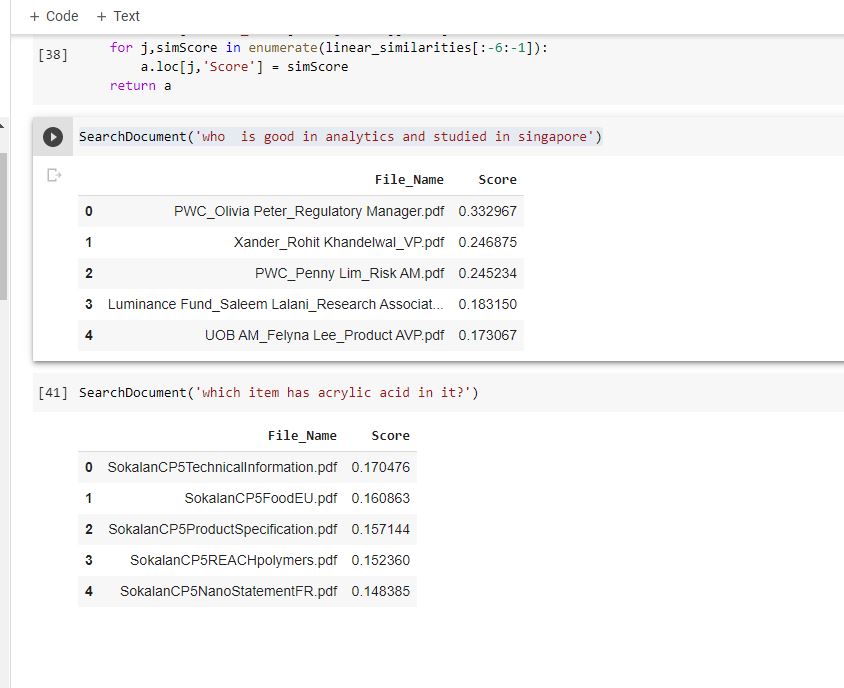 + Code + Text
[38]
for j,simScore in enumerate(linear_similarities[:-6:-1]):
a.loc[j,'Score'] = simScore
return a
SearchDocument('who  is good in analytics and studied in singapore')
File_Name Score
0 PWC_Olivia Peter_Regulatory Manager.pdf 0.332967
1 Xander_Rohit Khandelwal_VP.pdf 0.246875
2 PWC_Penny Lim_Risk AM.pdf 0.245234
3 Luminance Fund_Saleem Lalani_Research Associat... 0.183150
4 UOB AM_Felyna Lee_Product AVP.pdf 0.173067
[41] SearchDocument('which item has acrylic acid in it?')
File_Name Score
0 SokalanCP5TechnicalInformation.pdf 0.170476
1 SokalanCP5FoodEU.pdf 0.160863
2 SokalanCP5ProductSpecification.pdf 0.157144
3 SokalanCP5REACHpolymers.pdf 0.152360
4 SokalanCP5NanoStatementFR.pdf 0.148385